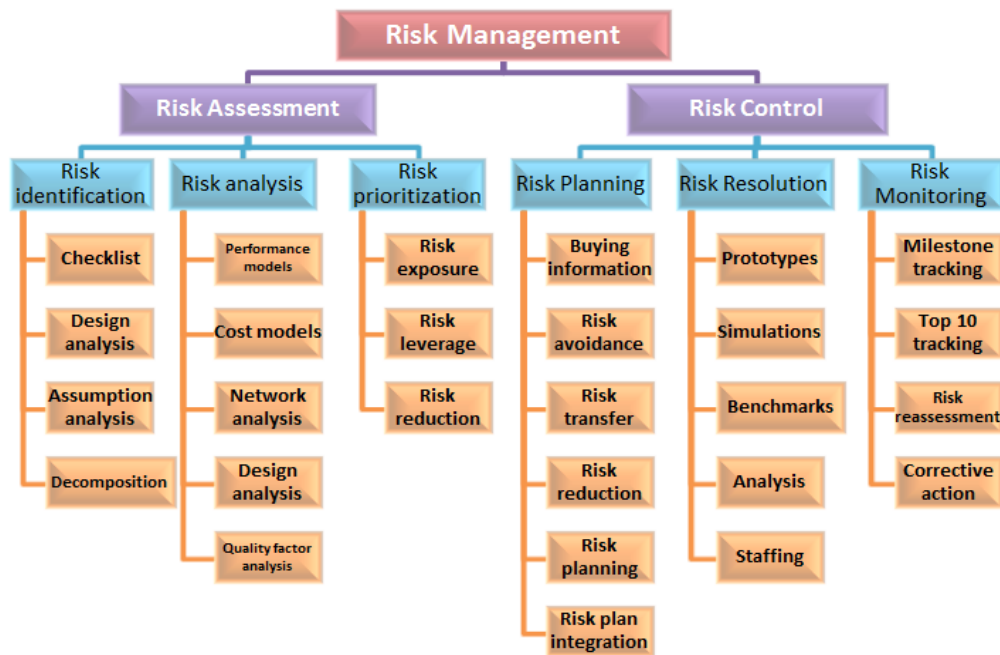 Risk Management
Risk Assessment
Risk Control
Risk
identification
Risk analysis
Risk
prioritization
Risk Planning
Risk Resolution
Risk
Monitoring
Checklist
Design
analysis
Assumption
analysis
Decomposition
Performance
models
Cost models
Network
analysis
Design
analysis
Quality factor
analysis
Risk
exposure
Risk
leverage
Risk
reduction
Buying
information
Risk
avoidance
Risk
transfer
Risk
reduction
Risk
planning
Risk plan
integration
Prototypes
Simulations
Benchmarks
Analysis
Staffing
Milestone
tracking
Top 10
tracking
Risk
reassessment
Corrective
action